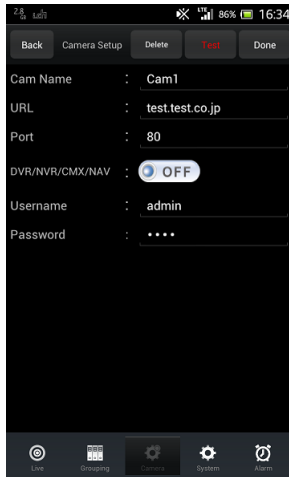 2.8
86% 16:34
Back Camera Setup Delete Test Done
Cam Name : Cam1
URL : test.test.co.jp
Port : 80
DVR/NVR/CMX/NAV : OFF
Username : admin
Password : ••••
Live Grouping Camera System Alarm